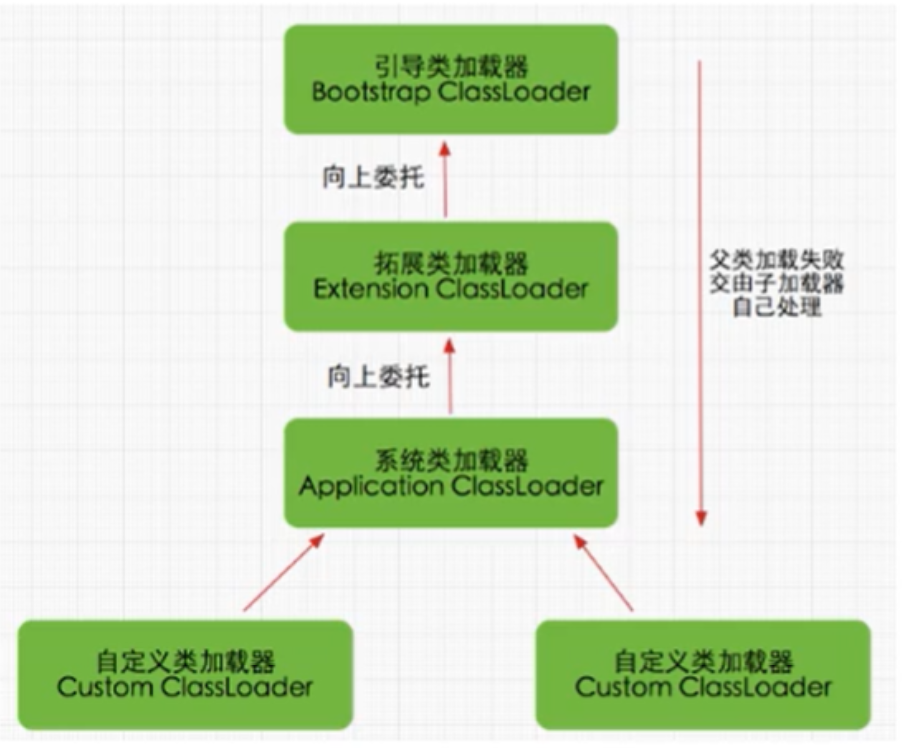 引导类加载器
Bootstrap ClassLoader
向上委托
拓展类加载器
Extension ClassLoader
父类加载失败
交由子加载器
自己处理
向上委托
系统类加载器
Application ClassLoader
自定义类加载器
Custom ClassLoader
自定义类加载器
Custom ClassLoader